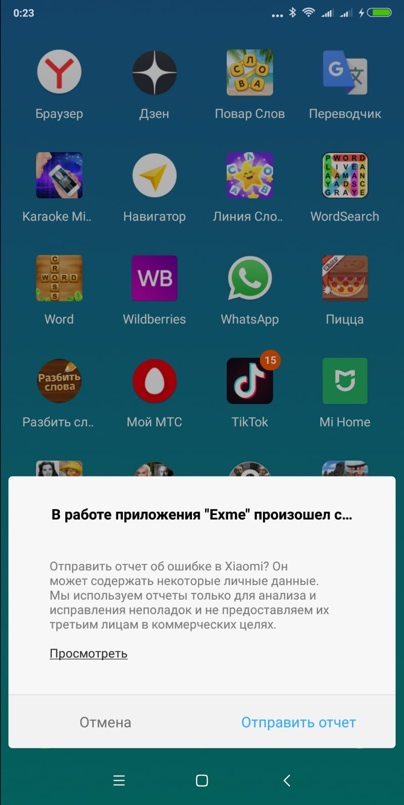 0:23
Браузер
Дзен
Повар Слов
Переводчик
Karaoke Mi..
Навигатор
Линия Сло..
WordSearch
Word
Wildberries
WhatsApp
Пицца
15
Разбить сл..
Мой МТС
TikTok
Mi Home
В работе приложения "Exme" произошел с...
Отправить отчет об ошибке в Xiaomi? Он
может содержать некоторые личные данные.
Мы используем отчеты только для анализа и
исправления неполадок и не предоставляем их
третьим лицам в коммерческих целях.
Просмотреть
Отмена
Отправить отчет